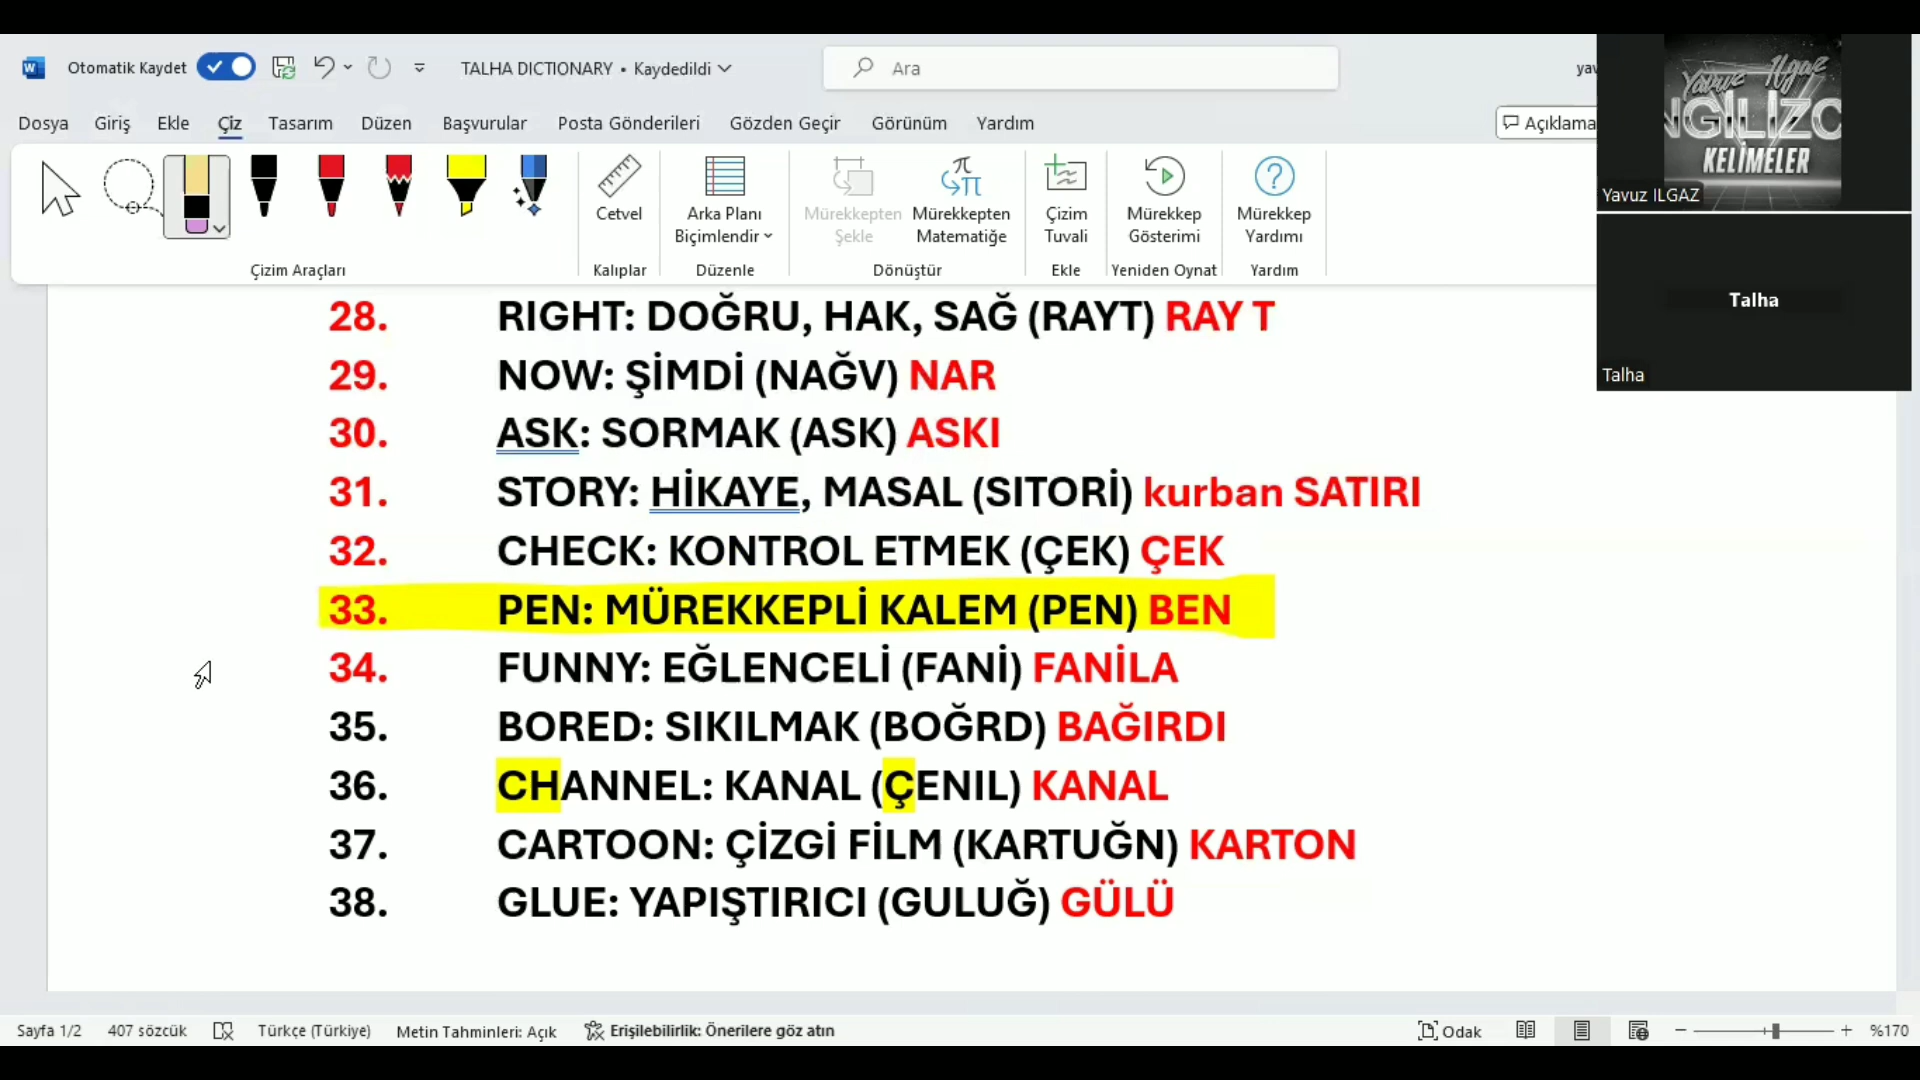 Otomatik Kaydet
TALHA DICTIONARY • Kaydedildi
Ara
Dosya Giriş Ekle Çiz Tasarım Düzen Başvurular Posta Gönderileri Gözden Geçir Görünüm Yardım
Açıklama
Cetvel
Arka Planı Biçimlendir
Mürekkepten Şekle
Mürekkepten Matematiğe
Çizim Tuvali
Mürekkep Gösterimi
Mürekkep Yardımı
Çizim Araçları Kalıplar Düzenle Dönüştür Ekle Yeniden Oynat Yardım
Yavuz Ilgaz
KELİMELER
Yavuz ILGAZ
Talha
Talha
28. RIGHT: DOĞRU, HAK, SAĞ (RAYT) RAY T
29. NOW: ŞİMDİ (NAĞV) NAR
30. ASK: SORMAK (ASK) ASKI
31. STORY: HİKAYE, MASAL (SITORİ) kurban SATIRI
32. CHECK: KONTROL ETMEK (ÇEK) ÇEK
33. PEN: MÜREKKEPLİ KALEM (PEN) BEN
34. FUNNY: EĞLENCELİ (FANİ) FANİLA
35. BORED: SIKILMAK (BOĞRD) BAĞIRDI
36. CHANNEL: KANAL (ÇENIL) KANAL
37. CARTOON: ÇİZGİ FİLM (KARTUĞN) KARTON
38. GLUE: YAPIŞTIRICI (GULUĞ) GÜLÜ
Sayfa 1/2 407 sözcük Türkçe (Türkiye) Metin Tahminleri: Açık Erişilebilirlik: Önerilere göz atın Odak %170